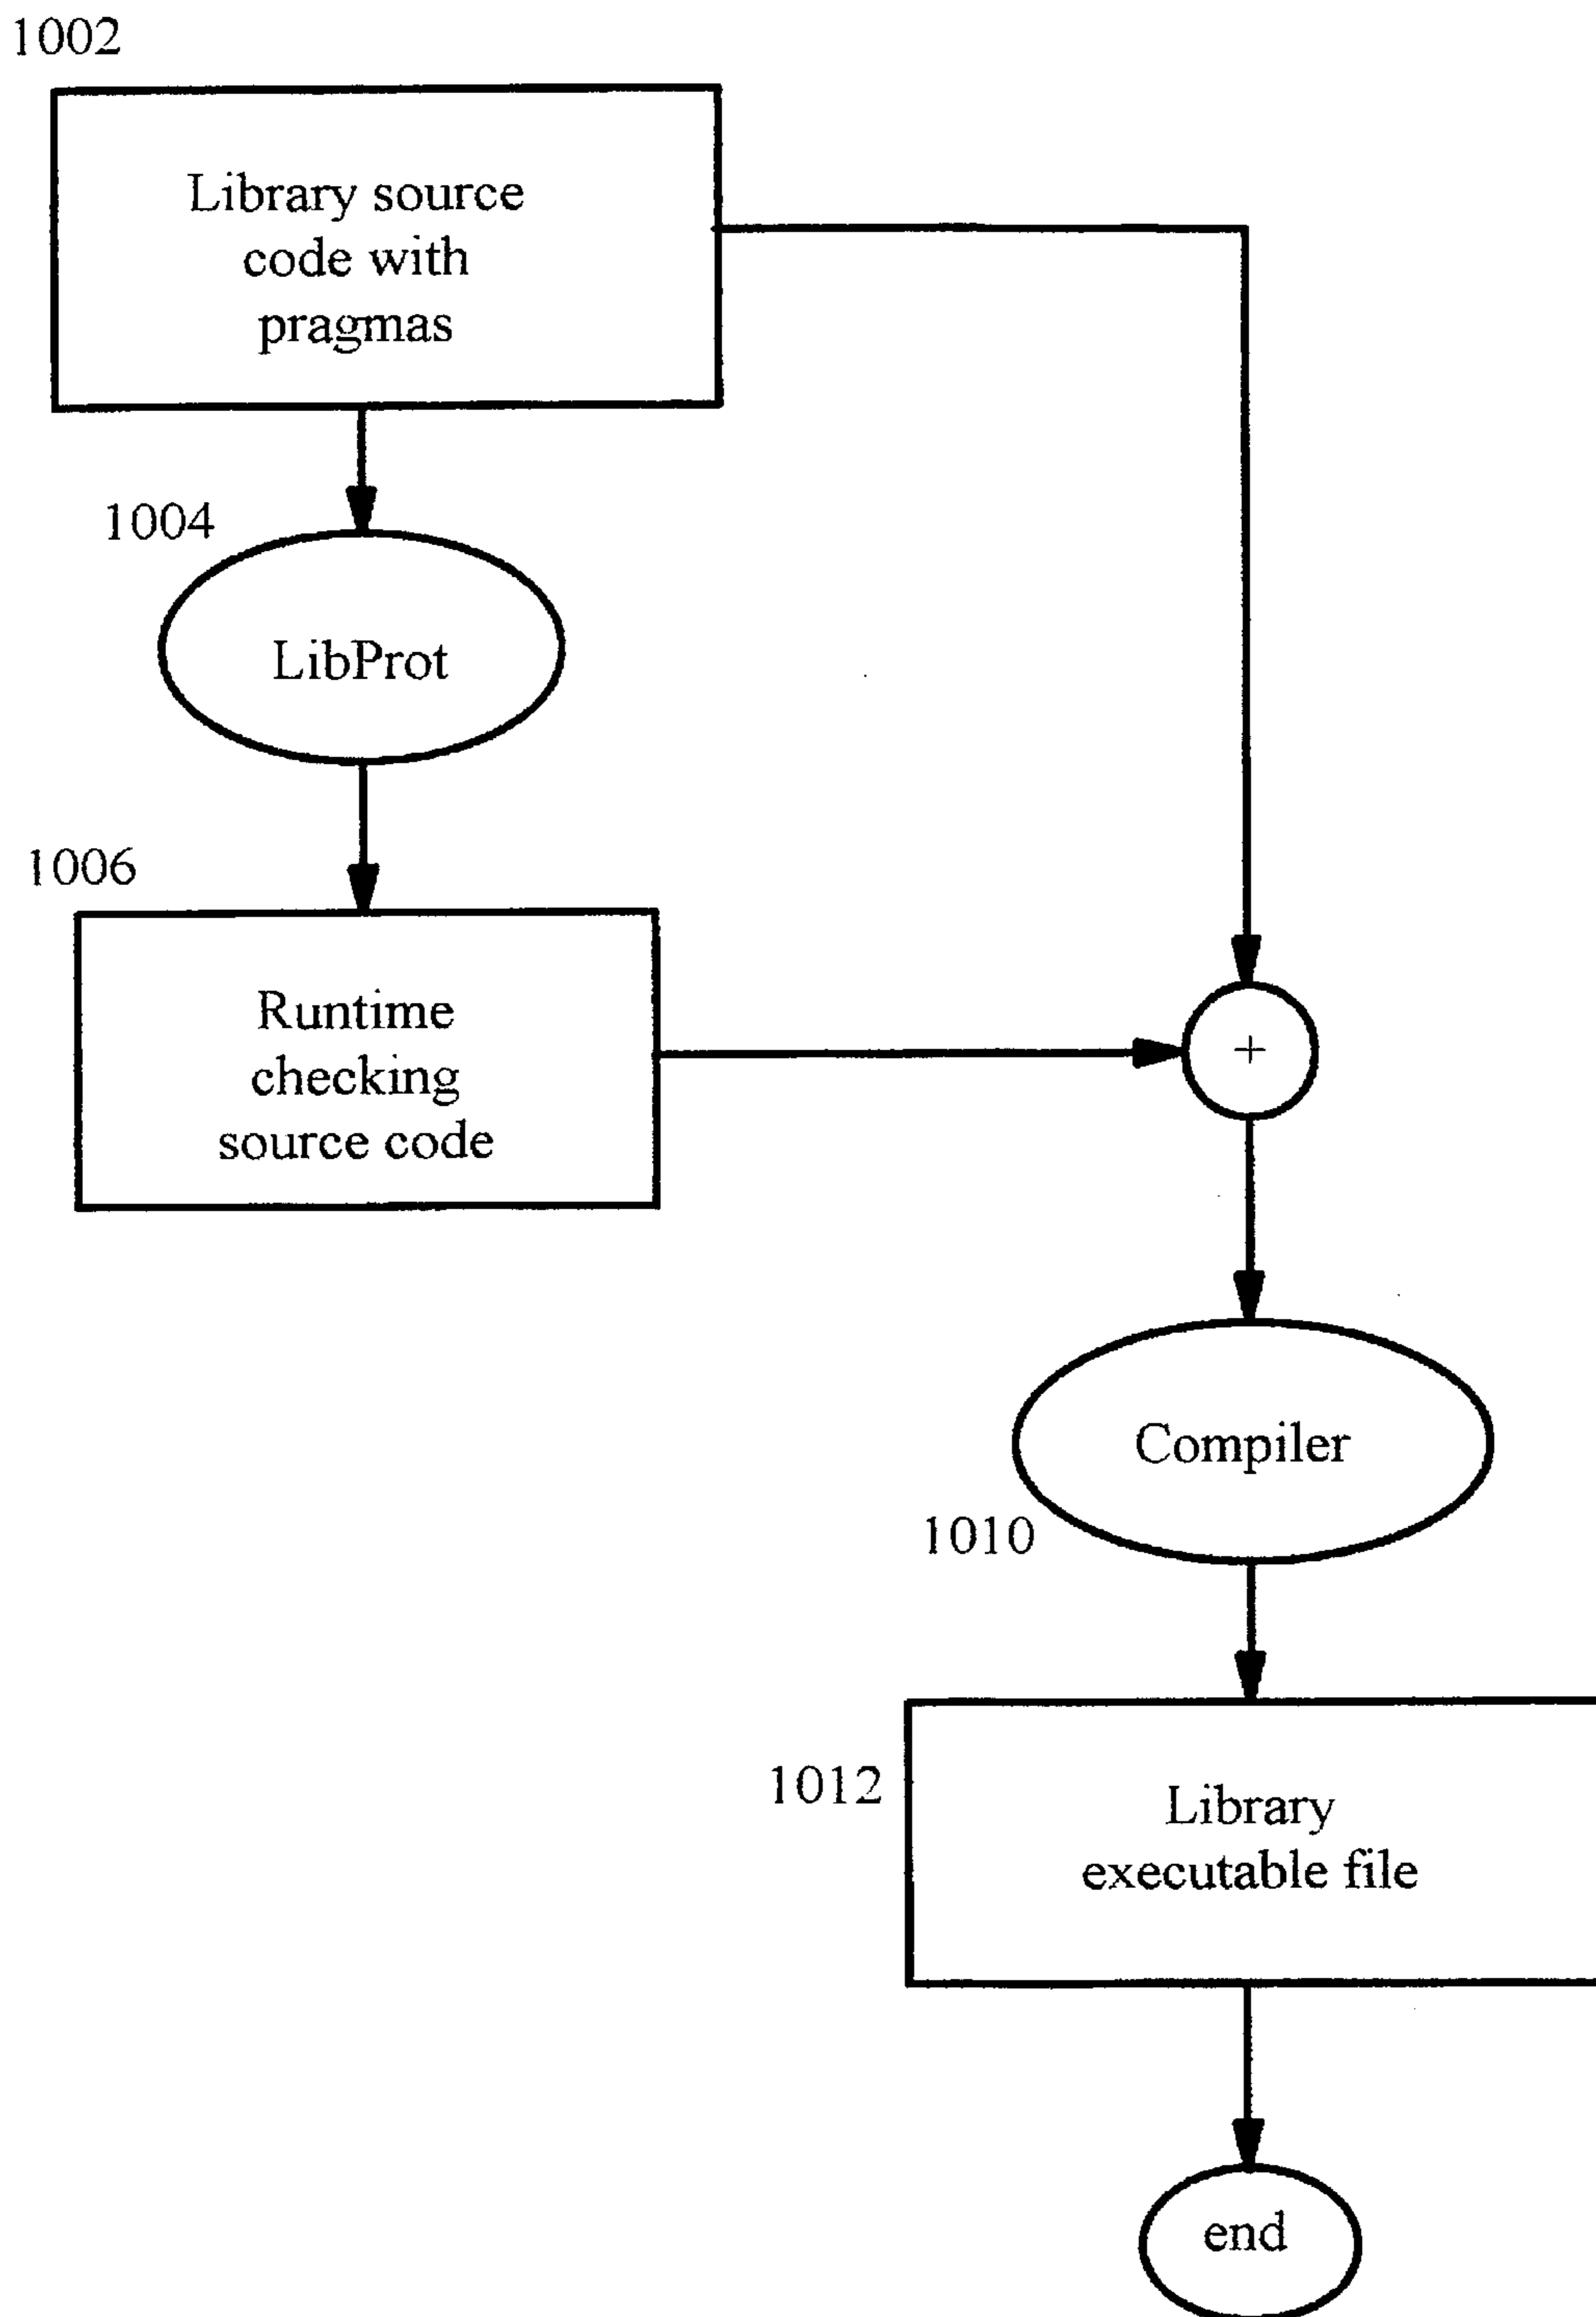 1002
Library source
code with
pragmas
1004
LibProt
1006
Runtime
checking
source code
+
Compiler
1010
1012
Library
executable file
end